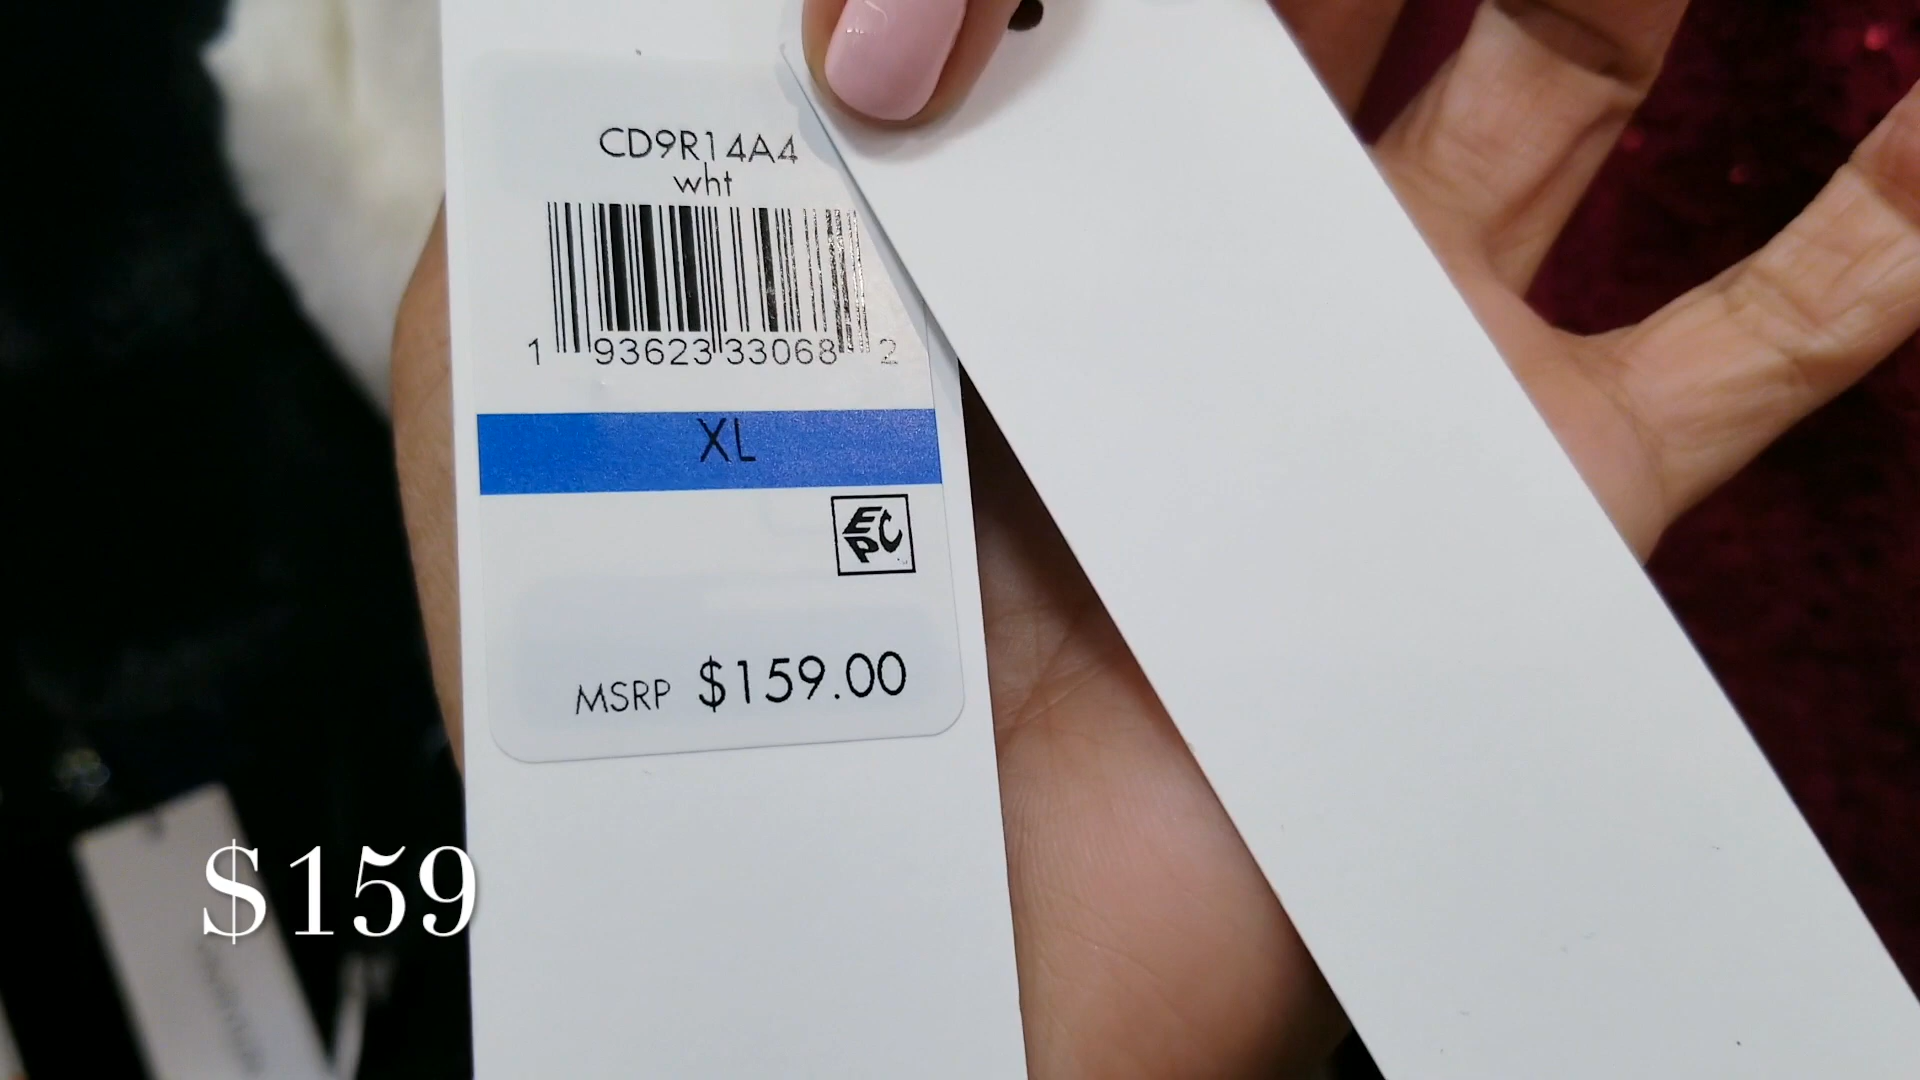 CD9R14A4
wht
1 93623 33068 2
XL
EPC
MSRP $159.00
$159